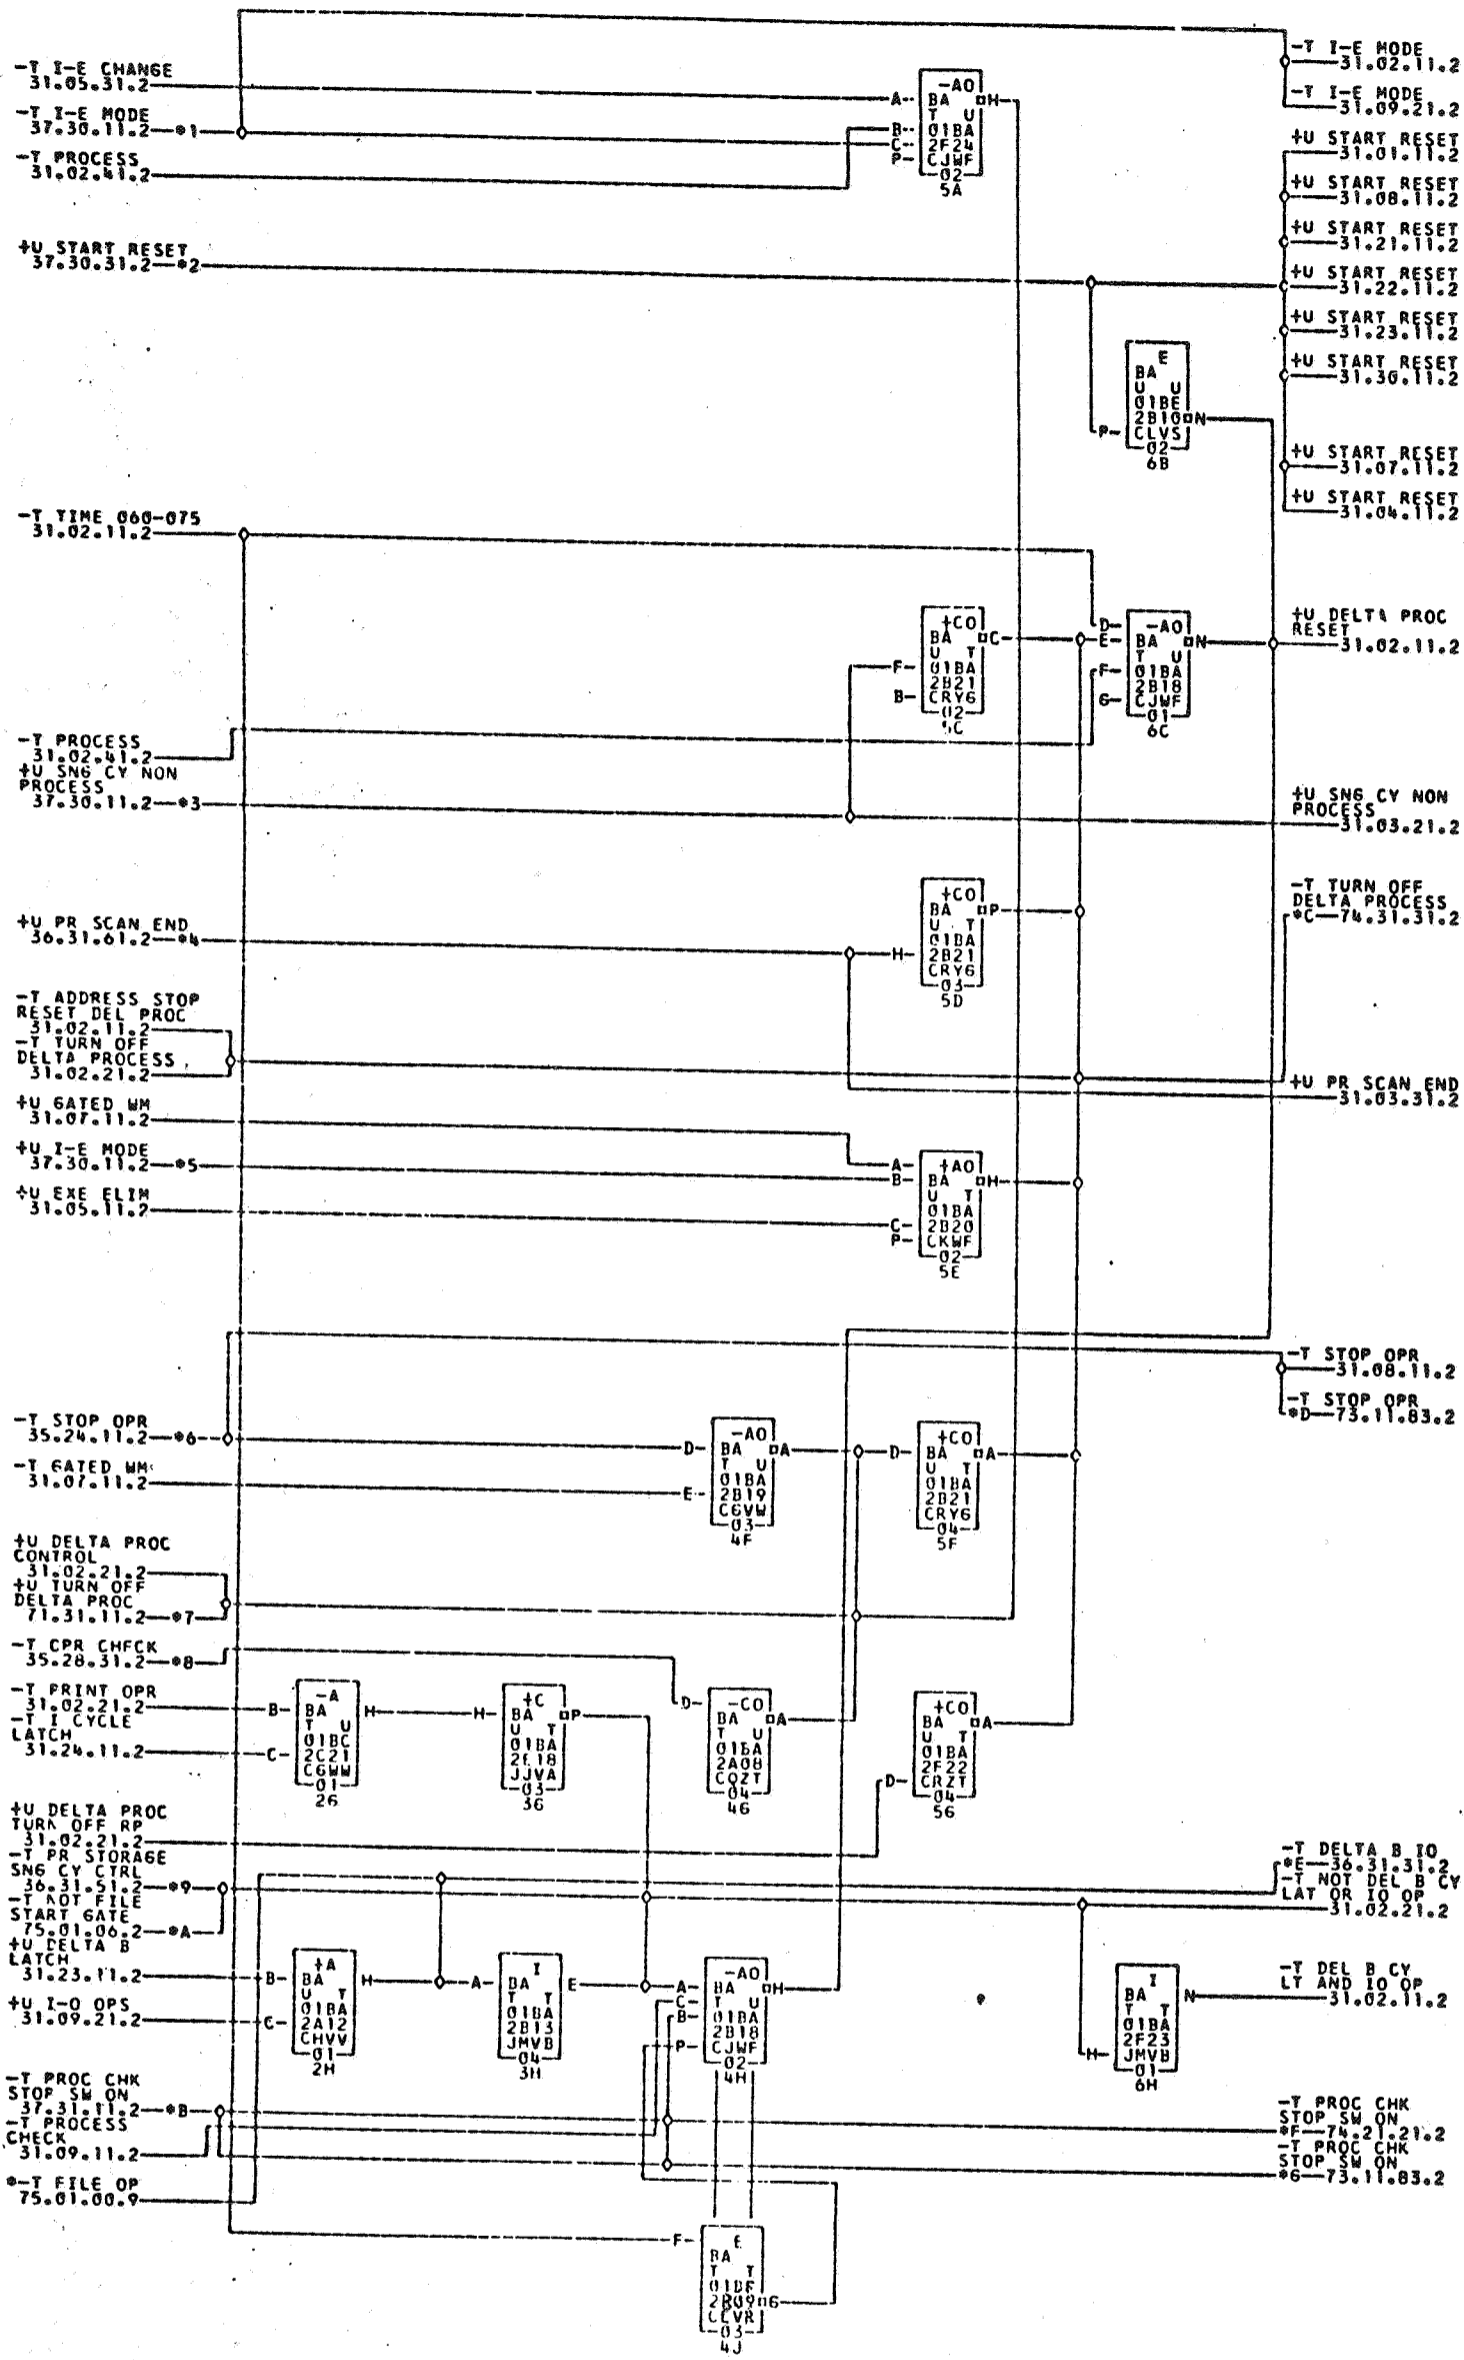 -T I-E CHANGE
31.05.31.2
-T I-E MODE
37.30.11.2—*1
-T PROCESS
31.02.41.2
+U START RESET
37.30.31.2—*2
-T TIME 060-075
31.02.11.2
-T PROCESS
31.02.41.2
+U SNG CY NON
PROCESS
37.30.11.2—*3
+U PR SCAN END
36.31.61.2—*4
-T ADDRESS STOP
RESET DEL PROC
31.02.11.2
-T TURN OFF
DELTA PROCESS
31.02.21.2
+U GATED WM
31.07.11.2
+U I-E MODE
37.30.11.2—*5
+U EXE ELIM
31.05.11.2
-T STOP OPR
35.24.11.2—*6
-T GATED WM
31.07.11.2
+U DELTA PROC
CONTROL
31.02.21.2
+U TURN OFF
DELTA PROC
71.31.11.2—*7
-T CPR CHECK
35.28.31.2—*8
-T PRINT OPR
31.02.21.2
-T I CYCLE
LATCH
31.24.11.2
+U DELTA PROC
TURN OFF RP
31.02.21.2
-T PR STORAGE
SNG CY CTRL
36.31.51.2—*9
-T NOT FILE
START GATE
75.01.06.2—*A
+U DELTA B
LATCH
31.23.11.2
+U I-O OPS
31.09.21.2
-T PROC CHK
STOP SW ON
37.31.11.2—*B
-T PROCESS
CHECK
31.09.11.2
*-T FILE OP
75.01.00.9
A
B
C
P
-AO
BA H
T U
01BA
2F24
CJWF
02
5A
P
E
BA
U U
01BE
2B10 N
CLVS
02
6B
F
B
+CO
BA C
U T
01BA
2B21
CRYG
02
5C
D
E
F
G
-AO
BA N
T U
01BA
2B18
CJWF
01
6C
H
+CO
BA P
U T
01BA
2B21
CRYG
03
5D
A
B
C
P
+AO
BA H
U T
01BA
2B20
CKWF
02
5E
D
E
-AO
BA A
T U
01BA
2B19
CGVW
03
4F
D
+CO
BA A
U T
01BA
2B21
CRYG
04
5F
B
C
-A
BA H
T U
01BC
2C21
CGWW
01
2G
H
+C
BA P
U T
01BA
JJVA
03
3G
D
-CO
BA A
T U
01BA
2A08
CQZT
04
4G
D
+CO
BA A
U T
01BA
2F22
CRZT
04
5G
B
C
+A
BA H
U T
01BA
2A12
CHVV
01
2H
A
I
BA E
T T
01BA
2B13
JMVB
04
3H
A
C
B
P
-AO
BA H
T U
01BA
2B18
CJWF
02
4H
H
I
BA N
T T
01BA
2F23
JMVB
01
6H
F
E
BA
T T
2B09 G
03
4J
-T I-E MODE
31.02.11.2
-T I-E MODE
31.09.21.2
+U START RESET
31.01.11.2
+U START RESET
31.08.11.2
+U START RESET
31.21.11.2
+U START RESET
31.22.11.2
+U START RESET
31.23.11.2
+U START RESET
31.30.11.2
+U START RESET
31.07.11.2
+U START RESET
31.04.11.2
+U DELTA PROC
RESET
31.02.11.2
+U SNG CY NON
PROCESS
31.03.21.2
-T TURN OFF
DELTA PROCESS
*C—74.31.31.2
+U PR SCAN END
31.03.31.2
-T STOP OPR
31.08.11.2
-T STOP OPR
*D—73.11.83.2
-T DELTA B IO
*E—36.31.31.2
-T NOT DEL B CY
LAT OR IO OP
31.02.21.2
-T DEL B CY
LT AND IO OP
31.02.11.2
-T PROC CHK
STOP SW ON
*F—74.21.21.2
-T PROC CHK
STOP SW ON
*G—73.11.83.2